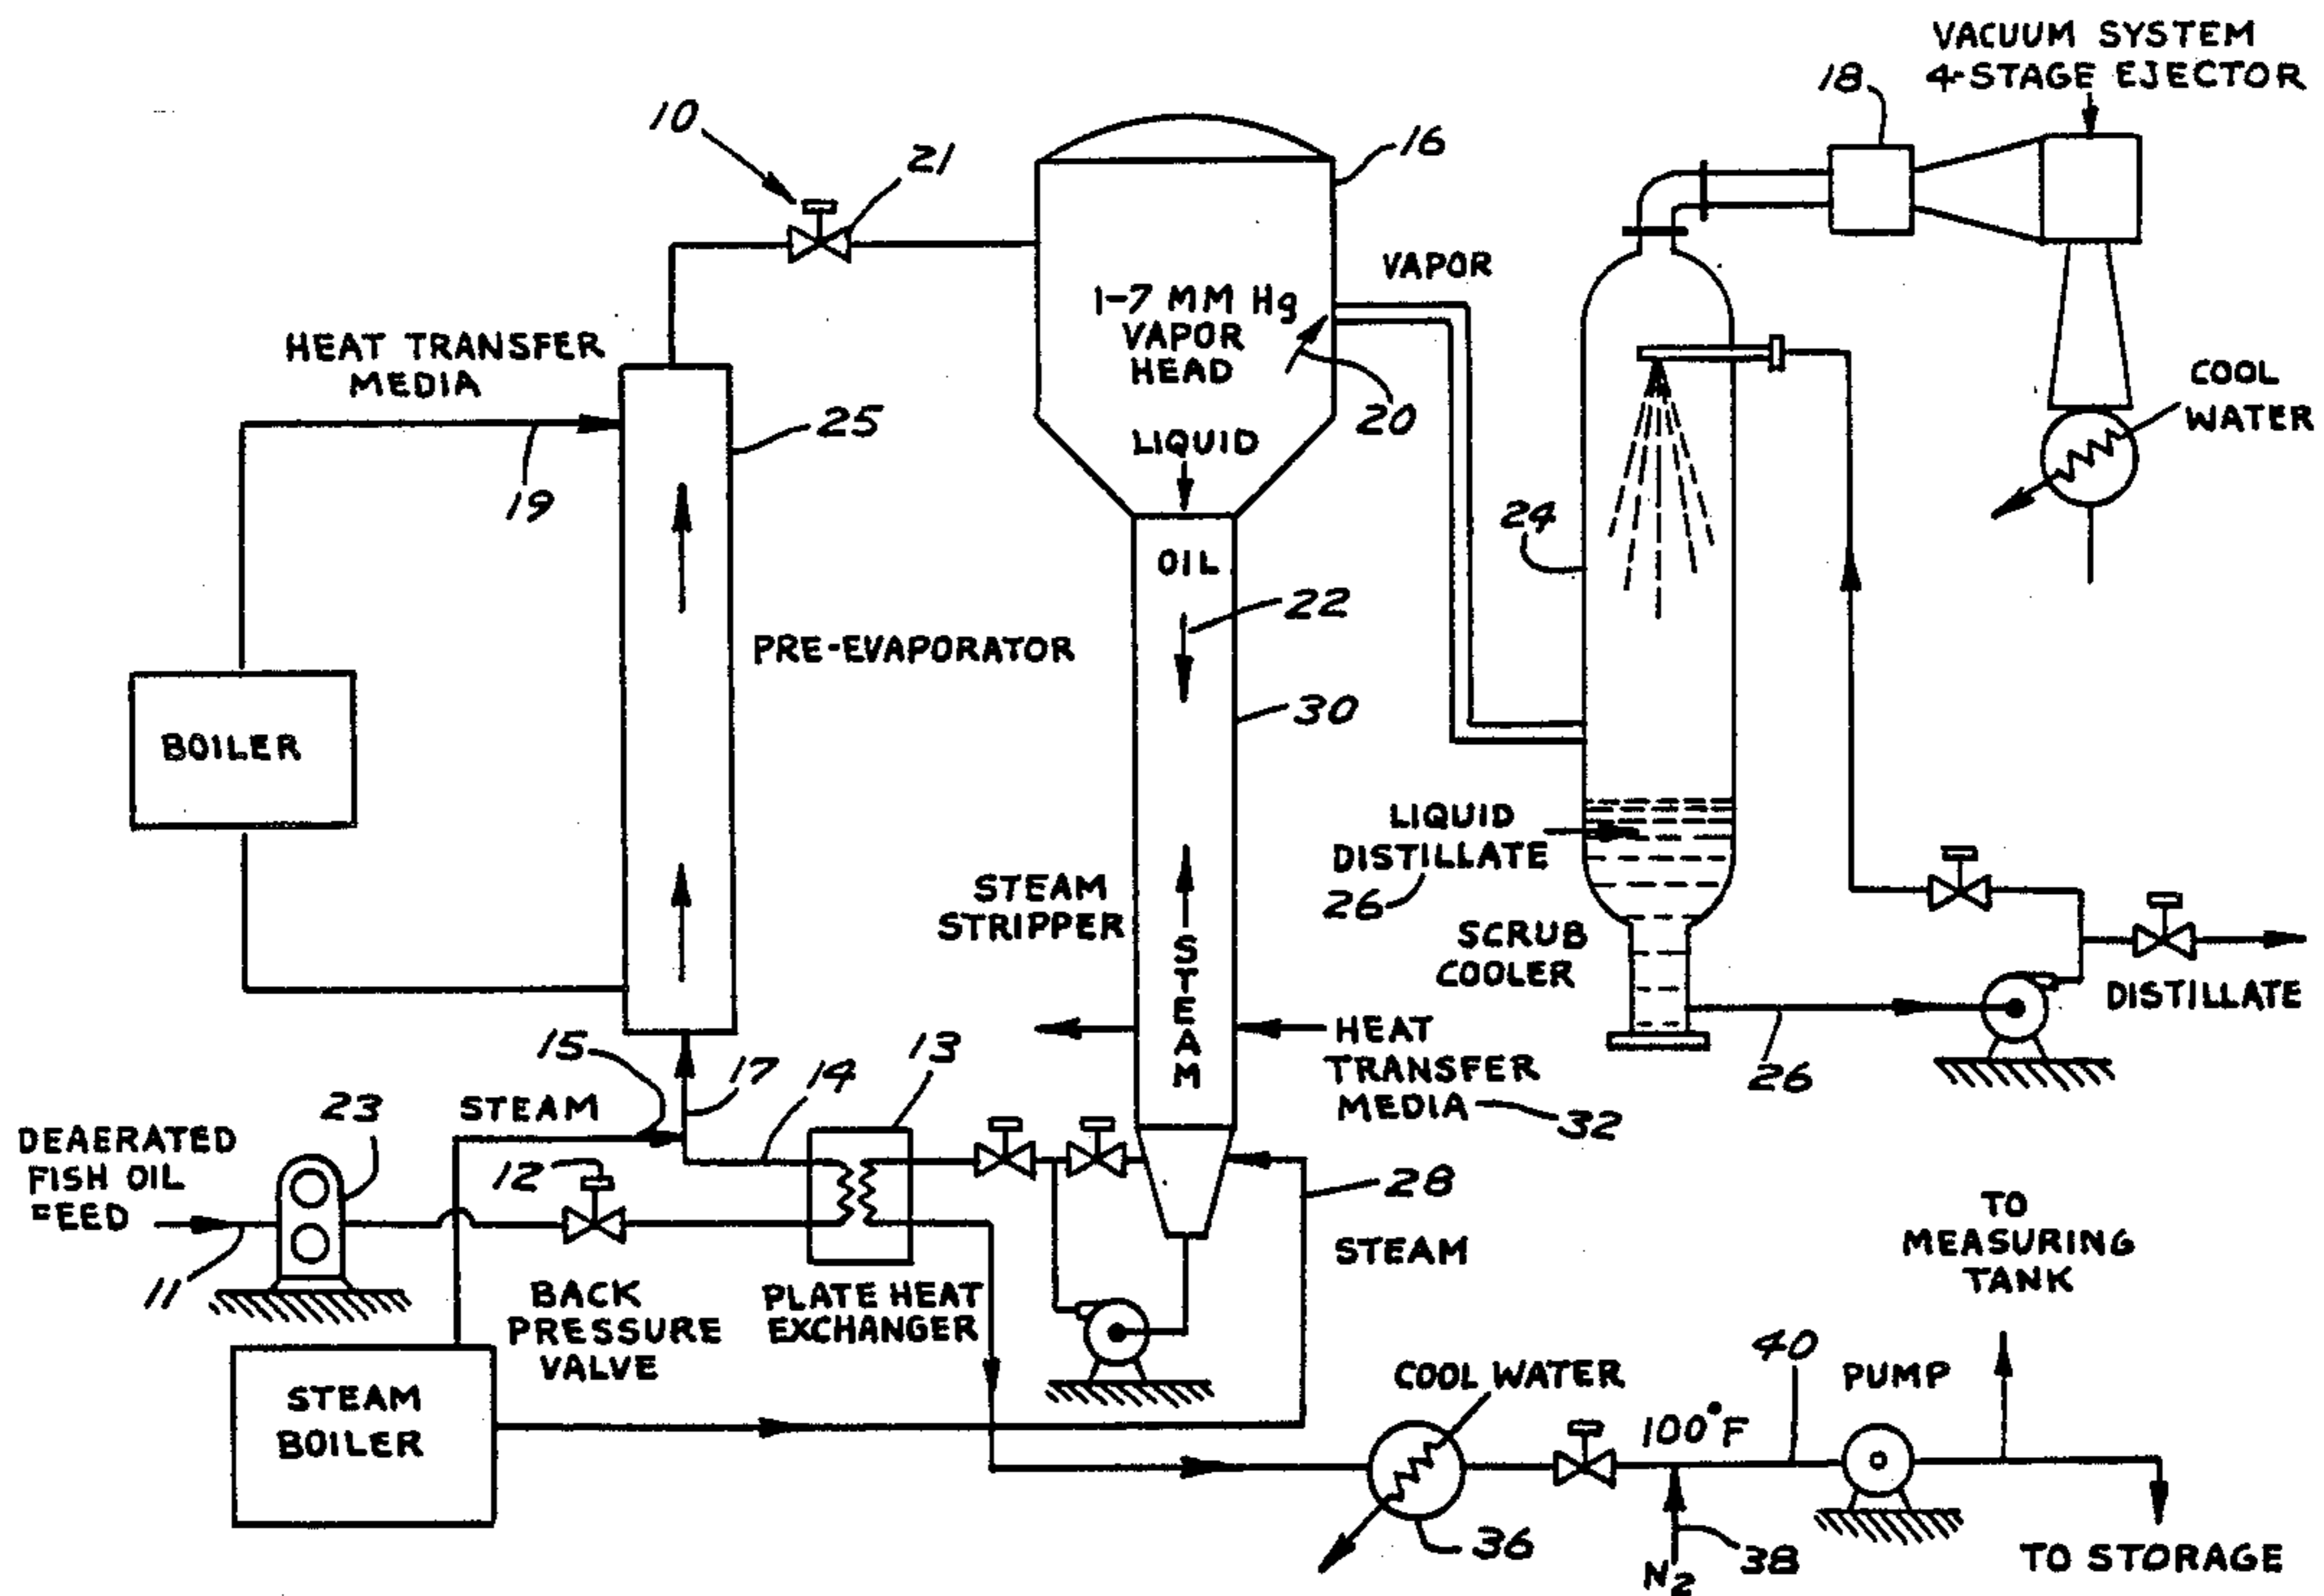 VACUUM SYSTEM
4-STAGE EJECTOR
18
10
21
16
VAPOR
1-7 MM Hg
VAPOR
HEAD
20
LIQUID
HEAT TRANSFER
MEDIA
25
19
COOL
WATER
24
OIL
22
PRE-EVAPORATOR
30
BOILER
LIQUID
DISTILLATE
26
STEAM
STRIPPER
STEAM
SCRUB
COOLER
DISTILLATE
26
HEAT
TRANSFER
MEDIA
32
15
17
14
13
STEAM
23
DEAERATED
FISH OIL
FEED
11
12
28
STEAM
BACK
PRESSURE
VALVE
PLATE HEAT
EXCHANGER
TO
MEASURING
TANK
STEAM
BOILER
COOL WATER
36
100°F
40
PUMP
N2
38
TO STORAGE